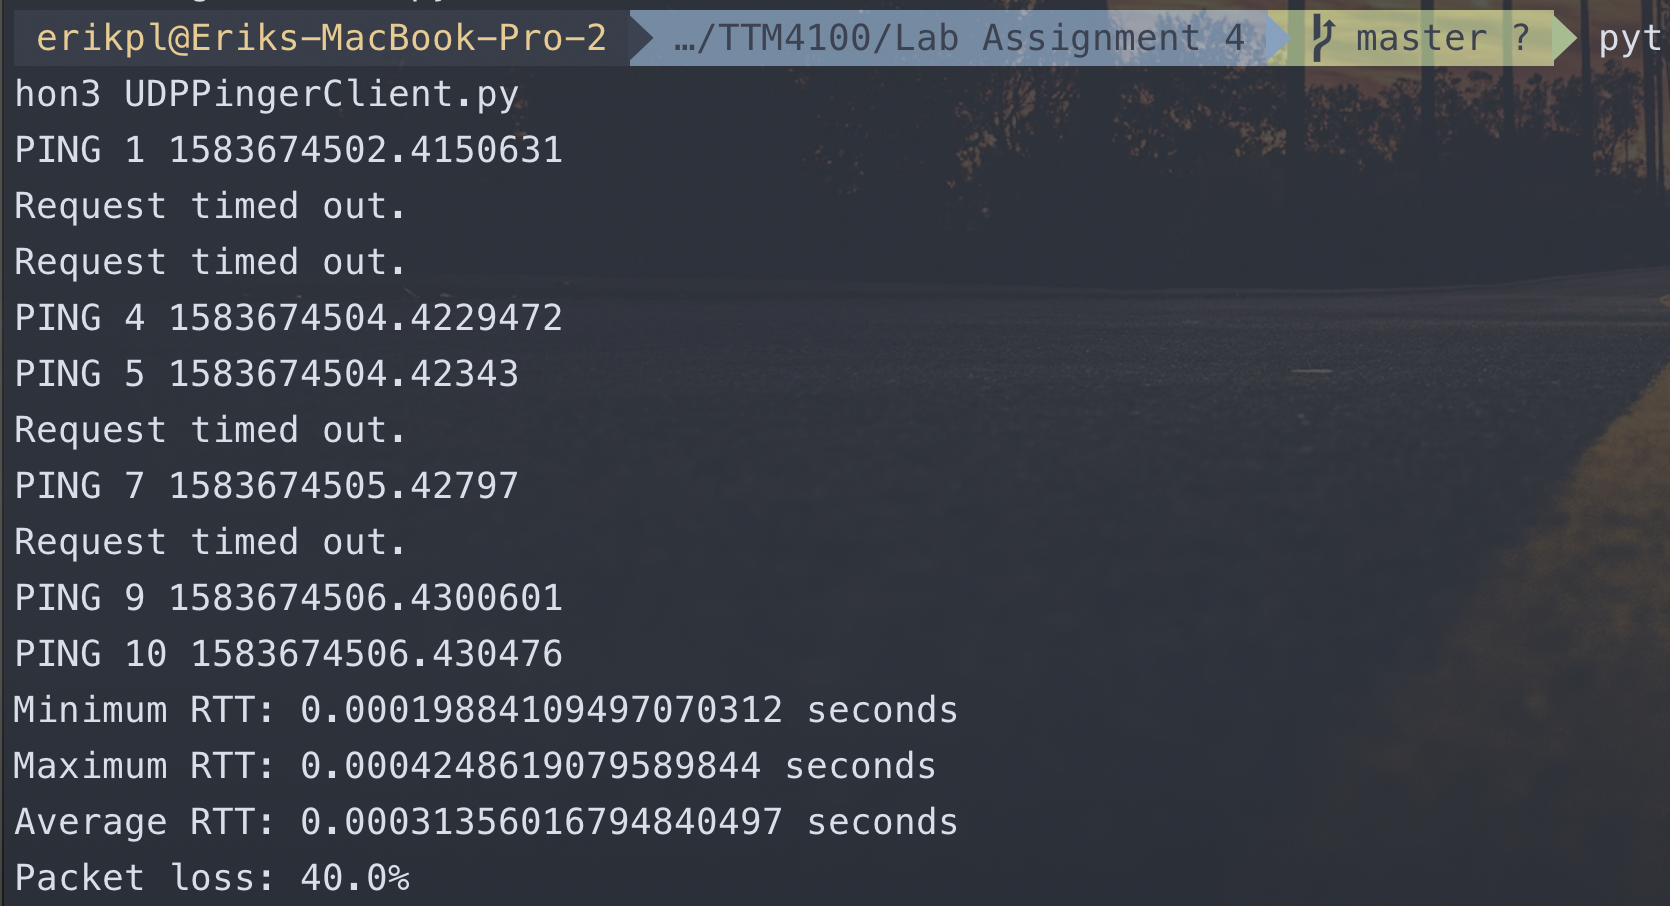 erikpl@Eriks-MacBook-Pro-2 …/TTM4100/Lab Assignment 4 master ? pyt
hon3 UDPPingerClient.py
PING 1 1583674502.4150631
Request timed out.
Request timed out.
PING 4 1583674504.4229472
PING 5 1583674504.42343
Request timed out.
PING 7 1583674505.42797
Request timed out.
PING 9 1583674506.4300601
PING 10 1583674506.430476
Minimum RTT: 0.00019884109497070312 seconds
Maximum RTT: 0.0004248619079589844 seconds
Average RTT: 0.00031356016794840497 seconds
Packet loss: 40.0%